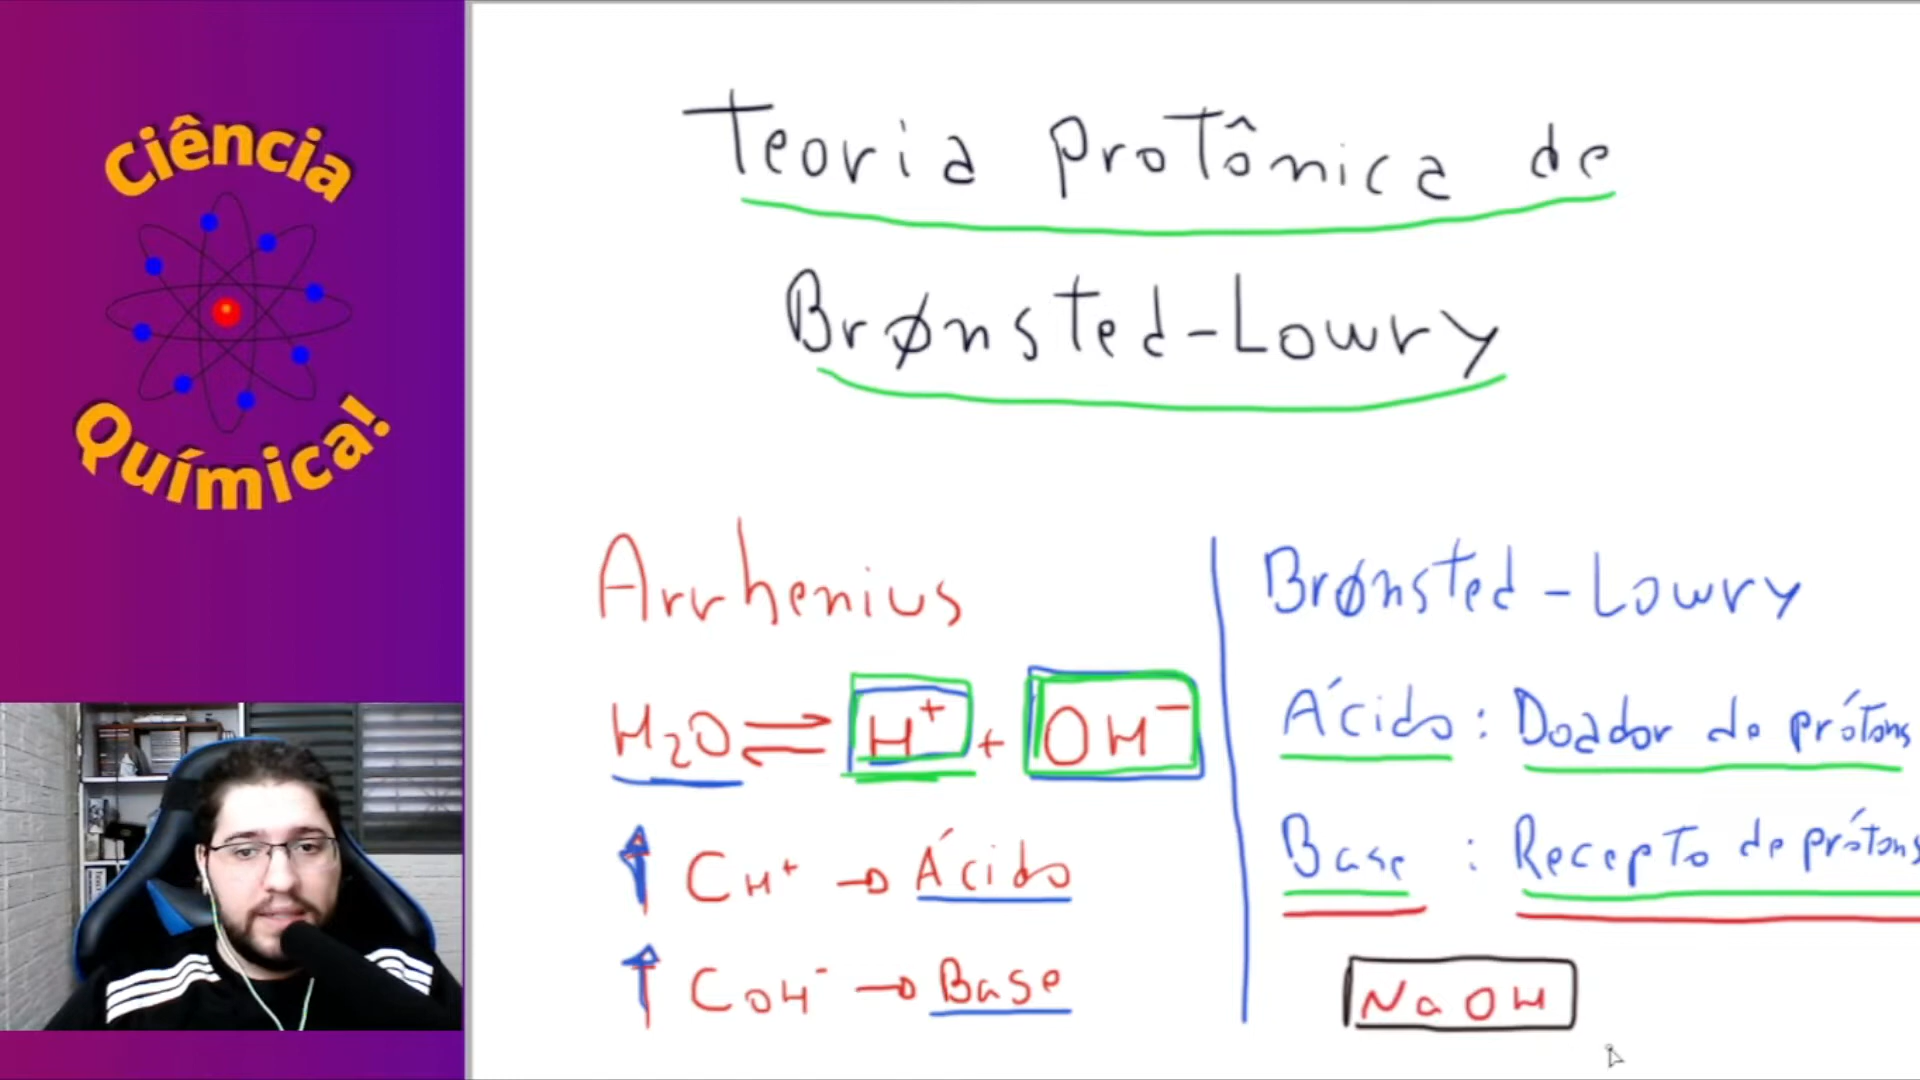 Ciência
Química!
Teoria Protônica de
Brønsted-Lowry
Arrhenius
H₂O ⇌ H⁺ + OH⁻
↑ CH⁺ → Ácido
↑ COH⁻ → Base
Brønsted-Lowry
Ácido: Doador de prótons
Base: Recepto de prótons
NaOH